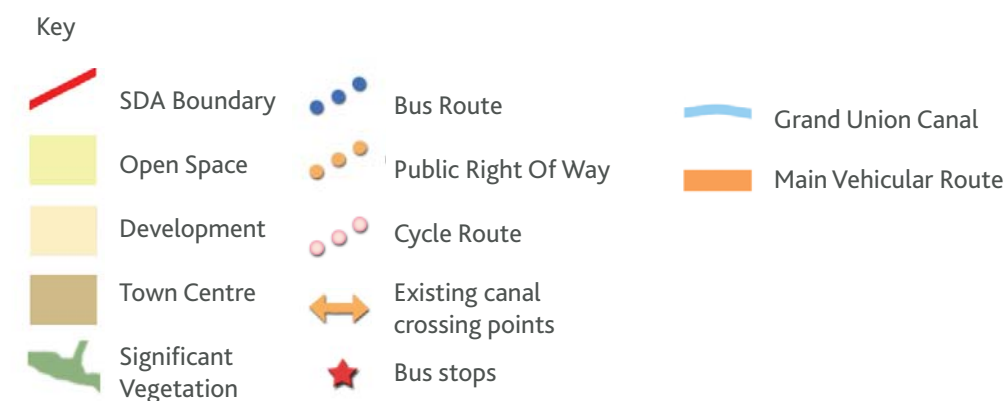 Key
SDA Boundary
Open Space
Development
Town Centre
Significant
Vegetation
Bus Route
Public Right Of Way
Cycle Route
Existing canal
crossing points
Bus stops
Grand Union Canal
Main Vehicular Route